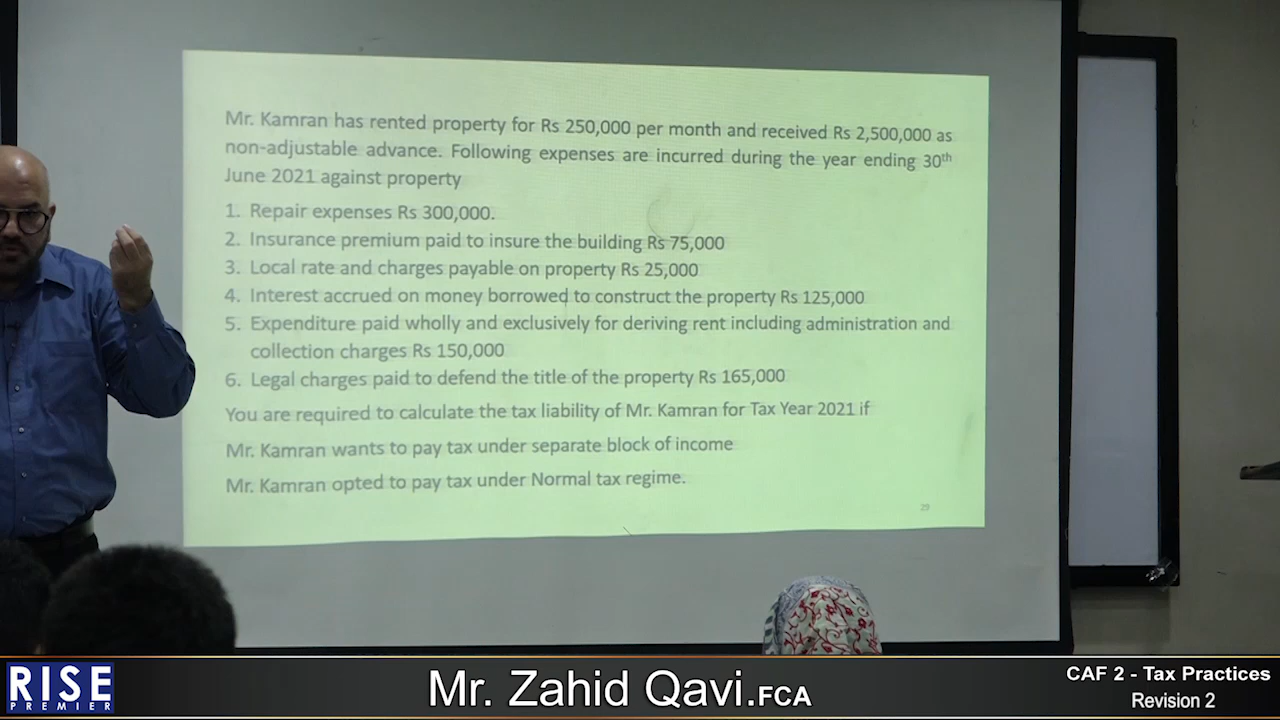 Mr. Kamran has rented property for Rs 250,000 per month and received Rs 2,500,000 as
non-adjustable advance. Following expenses are incurred during the year ending 30th
June 2021 against property
1. Repair expenses Rs 300,000.
2. Insurance premium paid to insure the building Rs 75,000
3. Local rate and charges payable on property Rs 25,000
4. Interest accrued on money borrowed to construct the property Rs 125,000
5. Expenditure paid wholly and exclusively for deriving rent including administration and
collection charges Rs 150,000
6. Legal charges paid to defend the title of the property Rs 165,000
You are required to calculate the tax liability of Mr. Kamran for Tax Year 2021 if
Mr. Kamran wants to pay tax under separate block of income
Mr. Kamran opted to pay tax under Normal tax regime.
29
RISE
PREMIER
Mr. Zahid Qavi.FCA
CAF 2 - Tax Practices
Revision 2